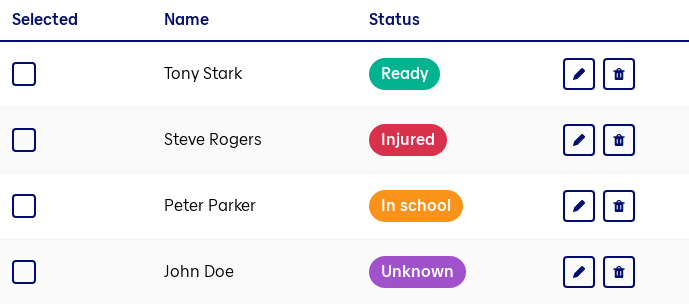 Selected Name Status
Tony Stark Ready
Steve Rogers Injured
Peter Parker In school
John Doe Unknown